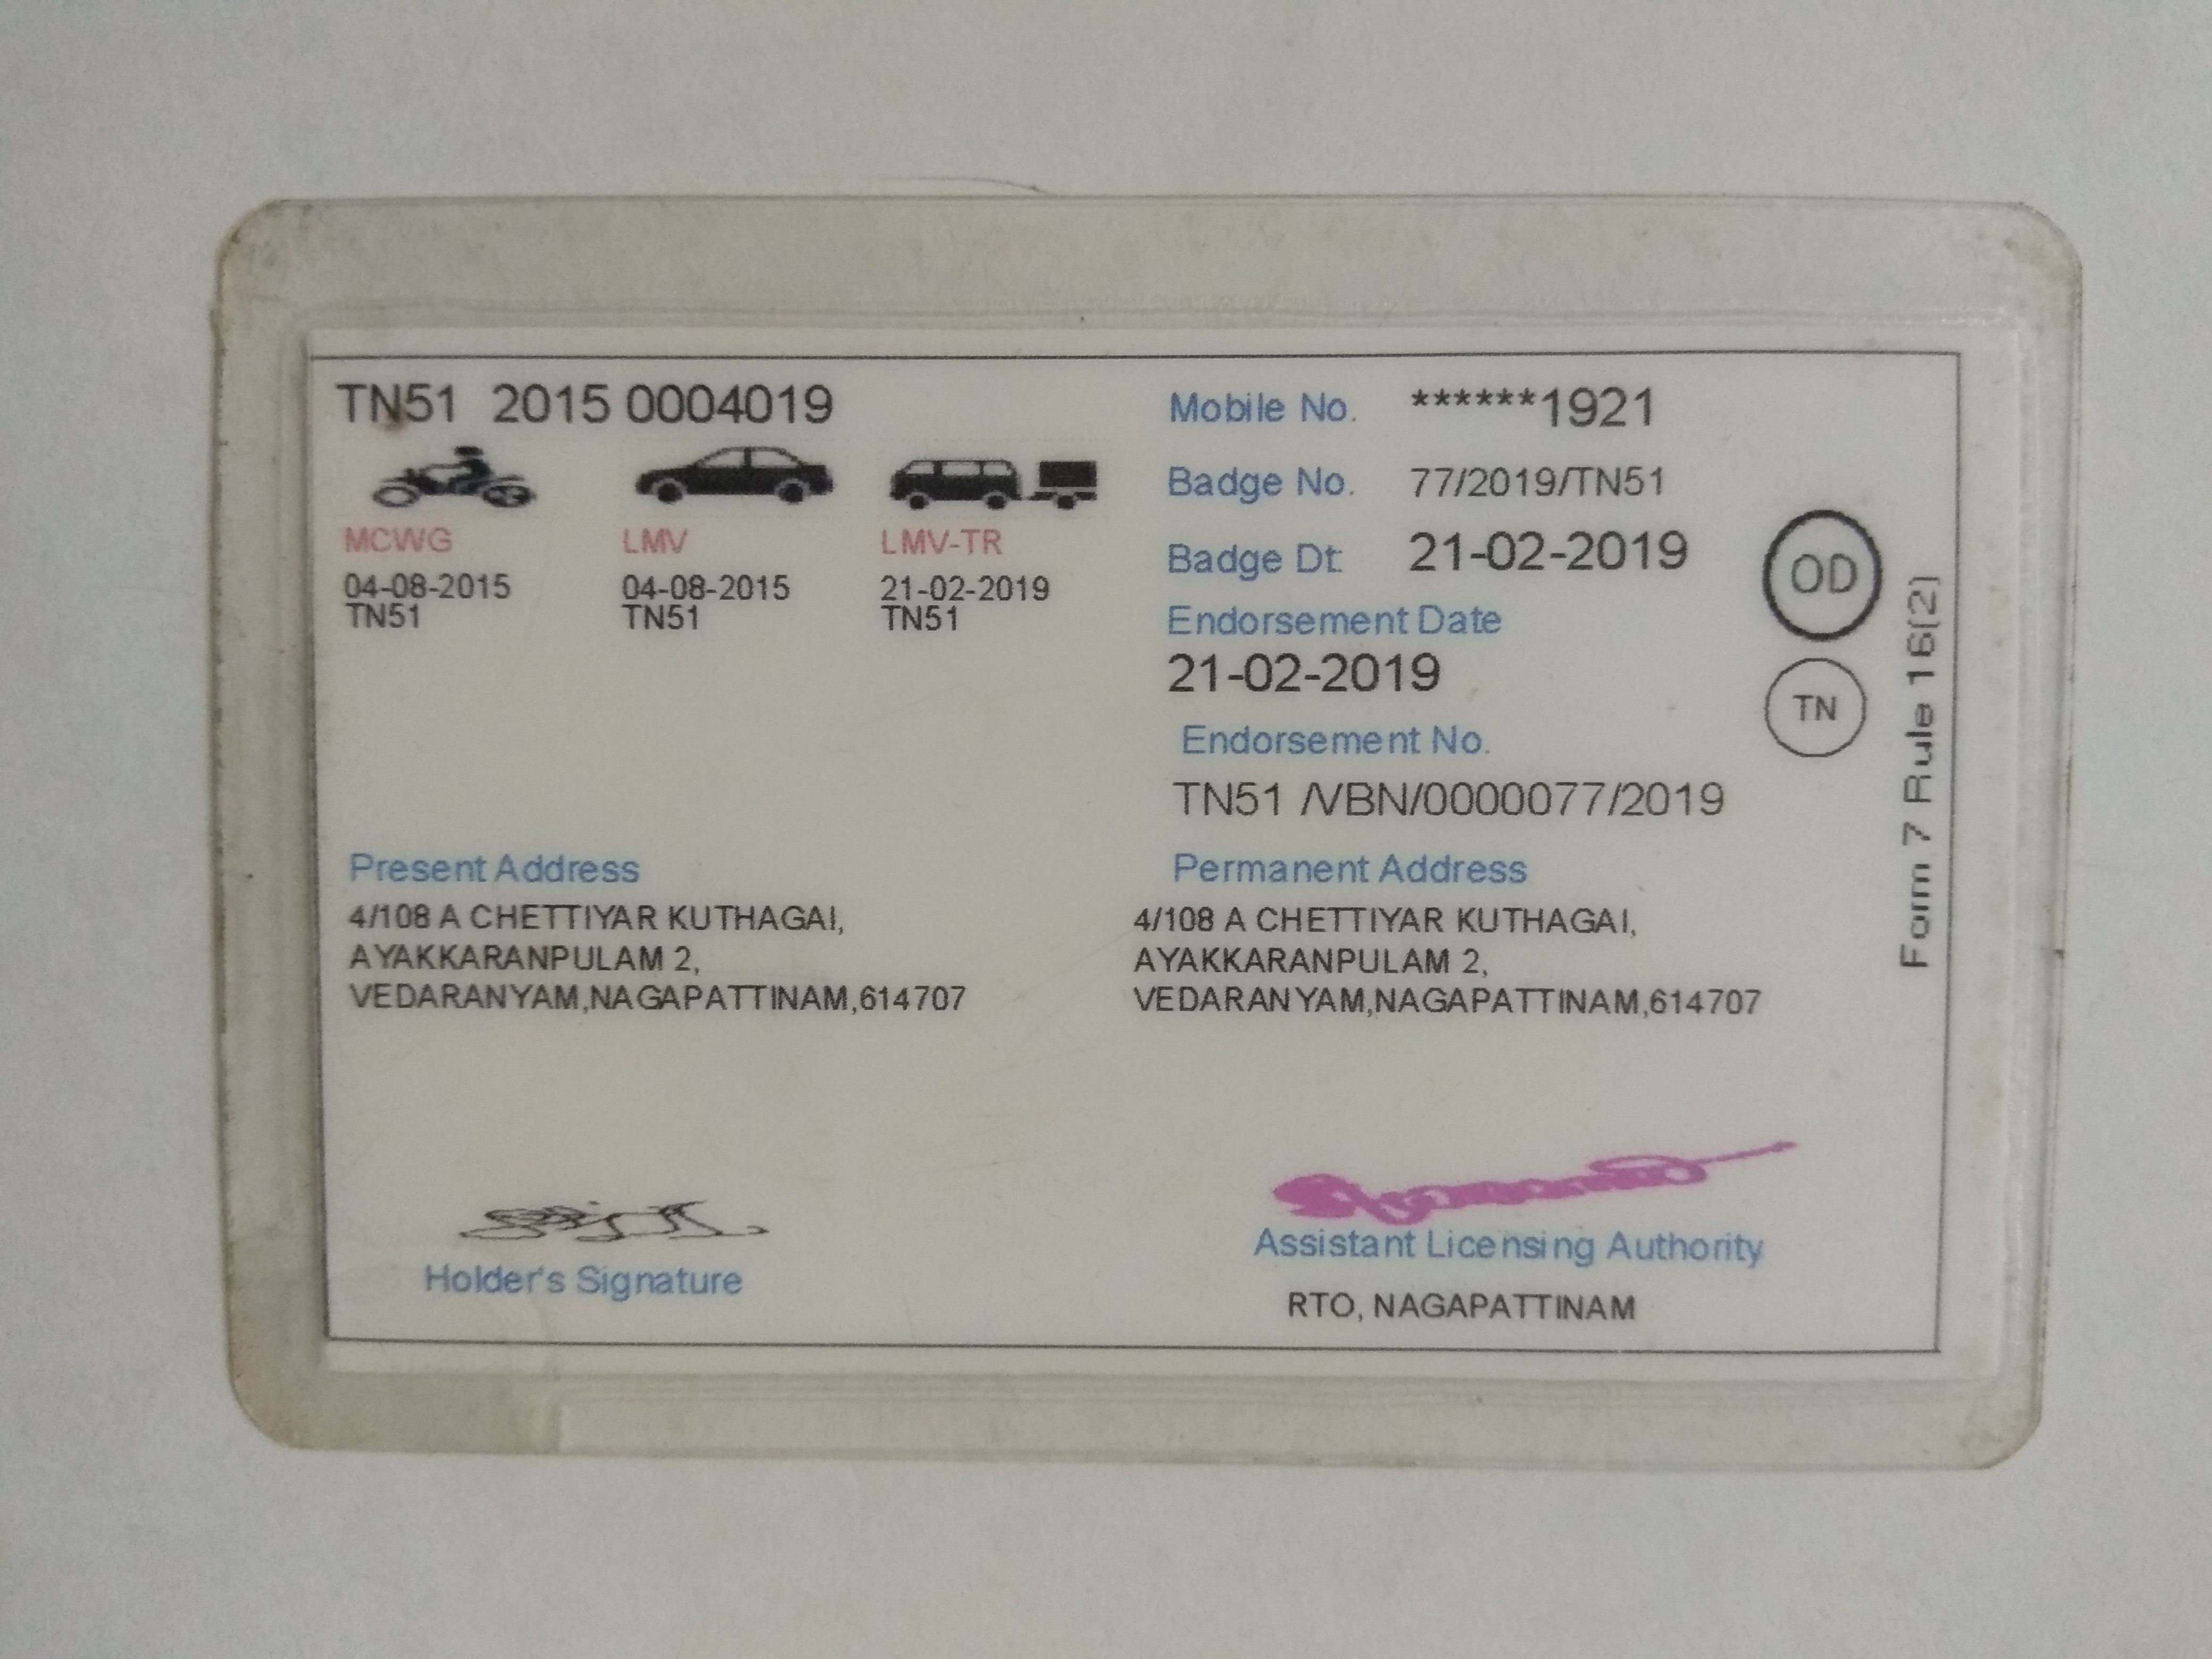 TN51 2015 0004019
MCWG LMV LMV-TR
04-08-2015 04-08-2015 21-02-2019
TN51 TN51 TN51
Mobile No. ******1921
Badge No. 77/2019/TN51
Badge Dt: 21-02-2019
Endorsement Date
21-02-2019
Endorsement No.
TN51 /VBN/0000077/2019
OD
TN
Form 7 Rule 16(2)
Present Address
4/108 A CHETTIYAR KUTHAGAI,
AYAKKARANPULAM 2,
VEDARANYAM,NAGAPATTINAM,614707
Permanent Address
4/108 A CHETTIYAR KUTHAGAI,
AYAKKARANPULAM 2,
VEDARANYAM,NAGAPATTINAM,614707
Holder's Signature
Assistant Licensing Authority
RTO, NAGAPATTINAM